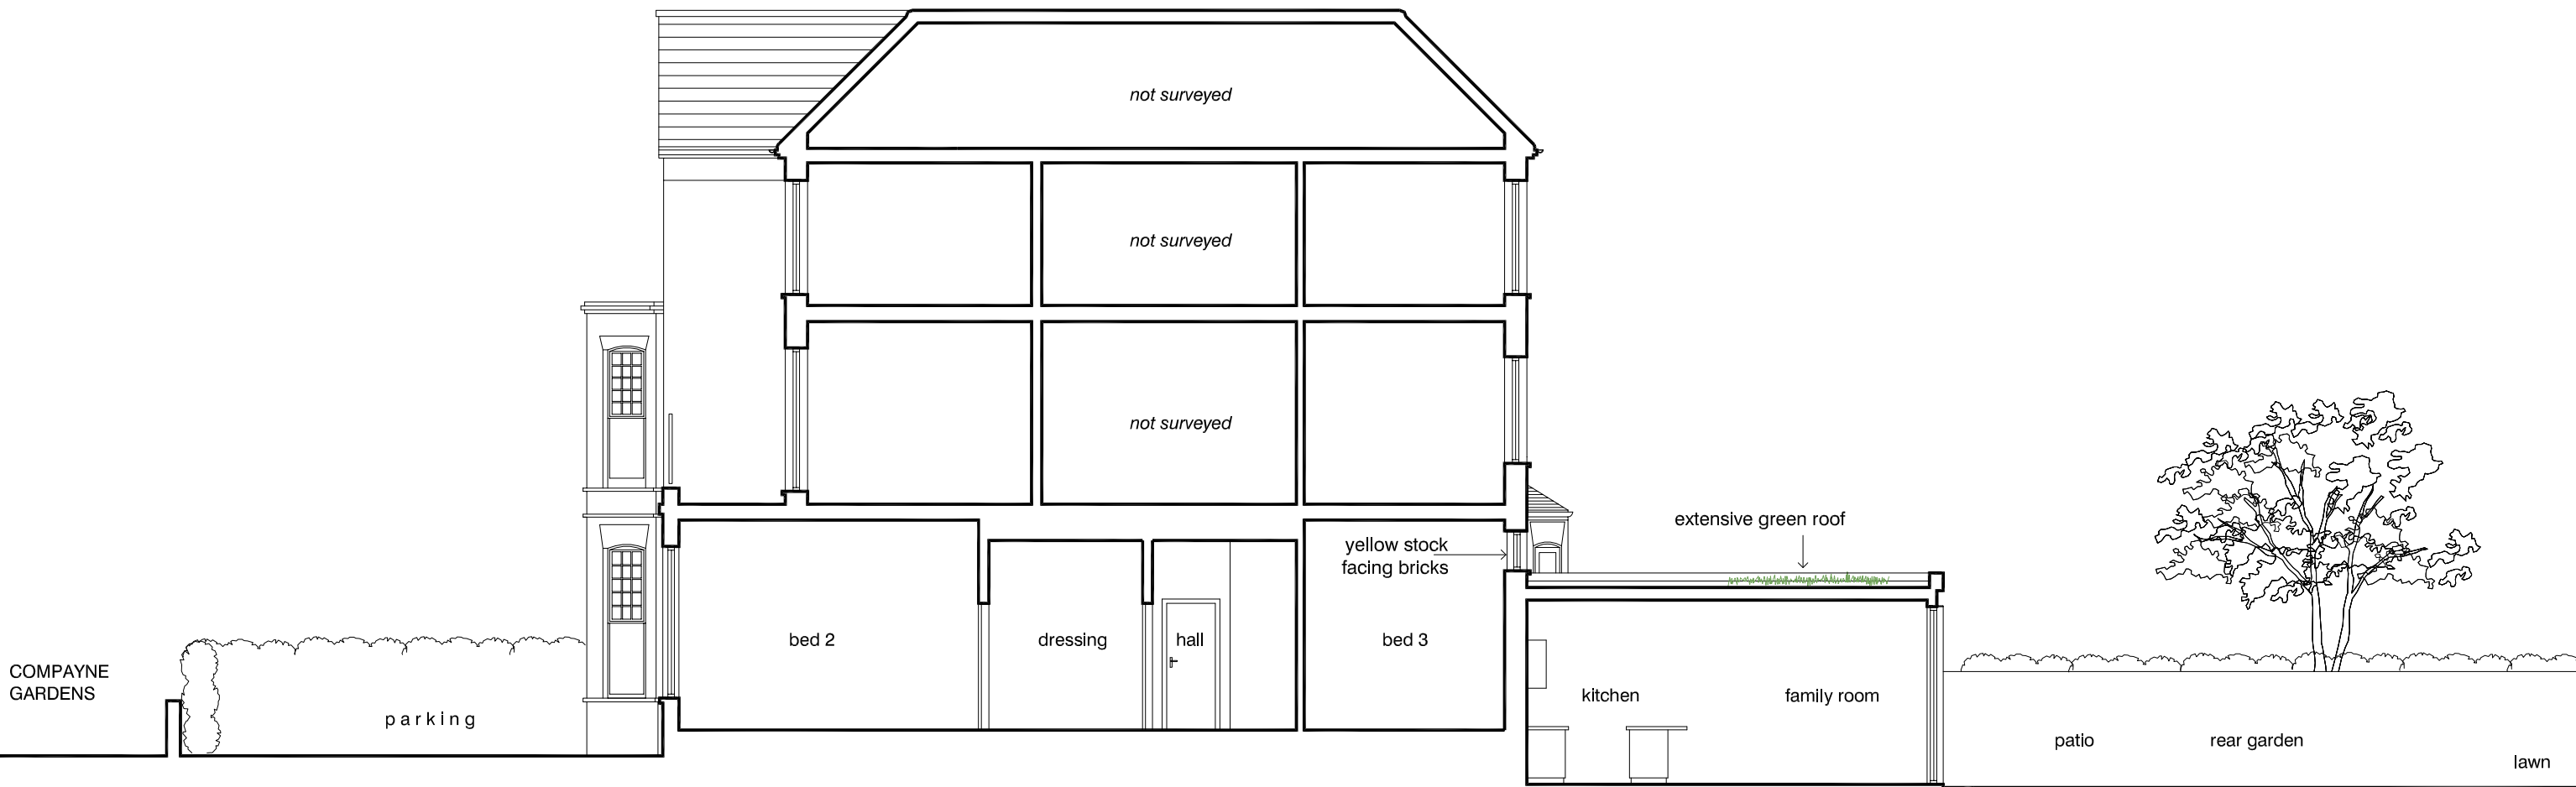 not surveyed
not surveyed
not surveyed
extensive green roof
yellow stock
facing bricks
bed 2
dressing
hall
bed 3
COMPAYNE
GARDENS
parking
kitchen
family room
patio
rear garden
lawn